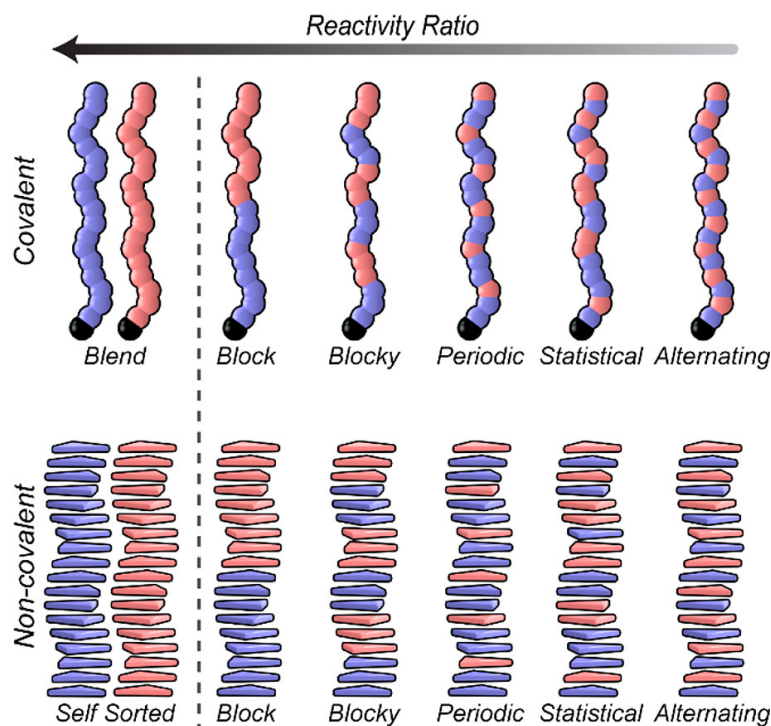 Reactivity Ratio
Covalent
Blend Block Blocky Periodic Statistical Alternating
Non-covalent
Self Sorted Block Blocky Periodic Statistical Alternating